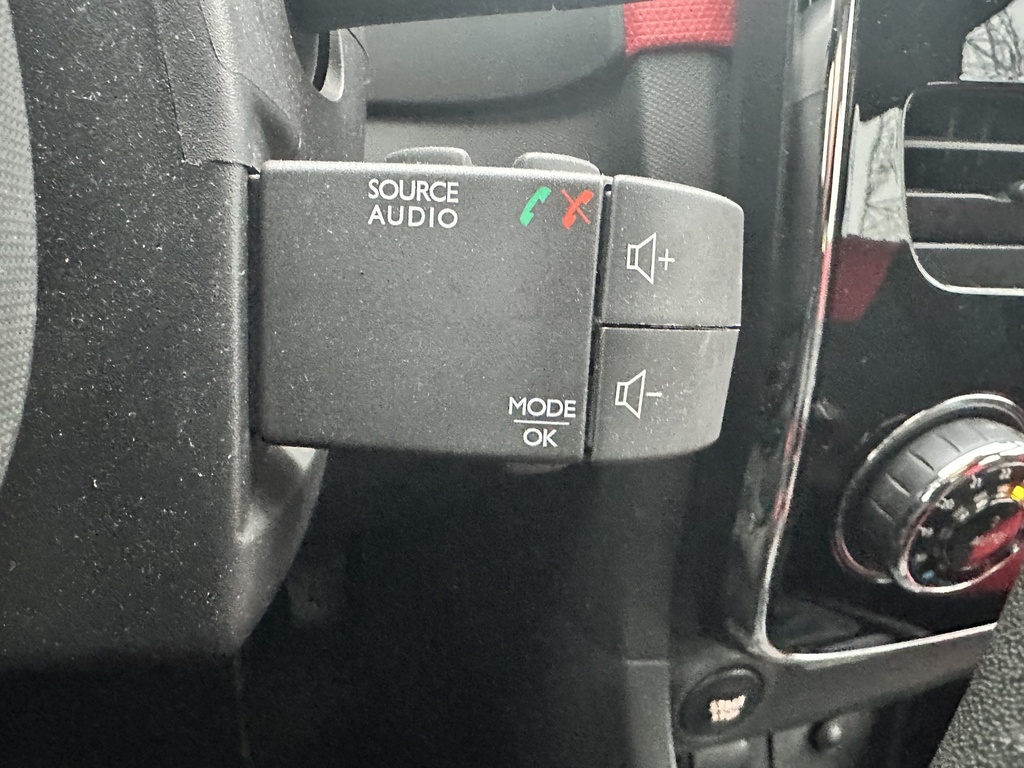 SOURCE
AUDIO
+
-
MODE
OK